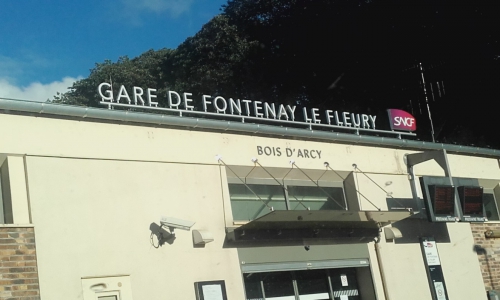 GARE DE FONTENAY LE FLEURY
SNCF
BOIS D'ARCY